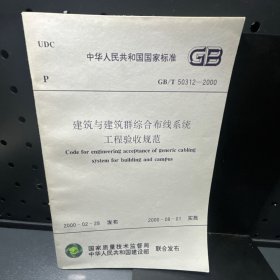 UDC
中华人民共和国国家标准
GB
P
GB/T 50312—2000
建筑与建筑群综合布线系统
工程验收规范
Code for engineering acceptance of generic cabling
system for building and campus
2000-02-28 发布
2000-08-01 实施
国家质量技术监督局
中华人民共和国建设部
联合发布